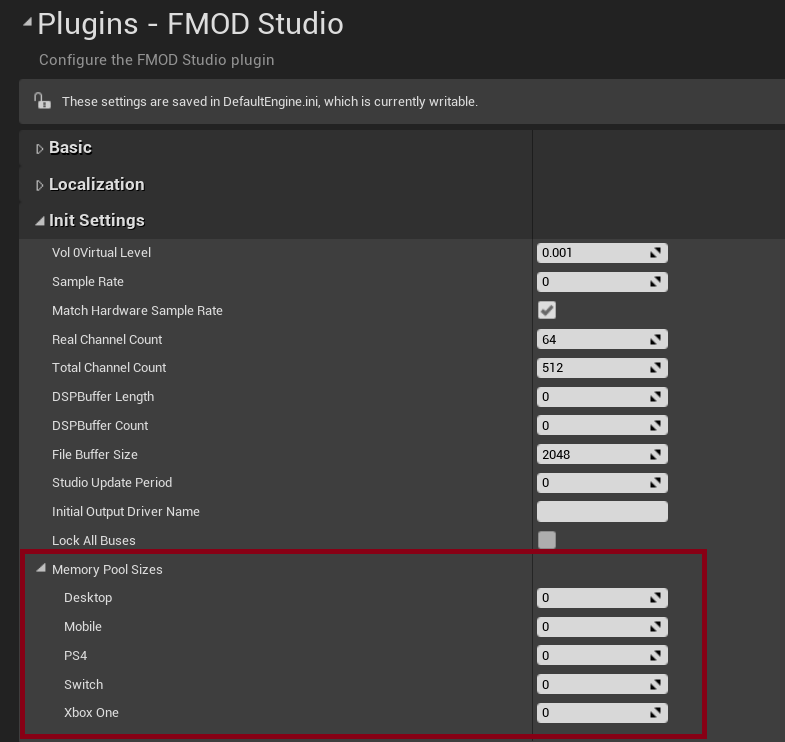 Plugins - FMOD Studio
Configure the FMOD Studio plugin
These settings are saved in DefaultEngine.ini, which is currently writable.
Basic
Localization
Init Settings
Vol 0Virtual Level 0.001
Sample Rate 0
Match Hardware Sample Rate
Real Channel Count 64
Total Channel Count 512
DSPBuffer Length 0
DSPBuffer Count 0
File Buffer Size 2048
Studio Update Period 0
Initial Output Driver Name
Lock All Buses
Memory Pool Sizes
Desktop 0
Mobile 0
PS4 0
Switch 0
Xbox One 0